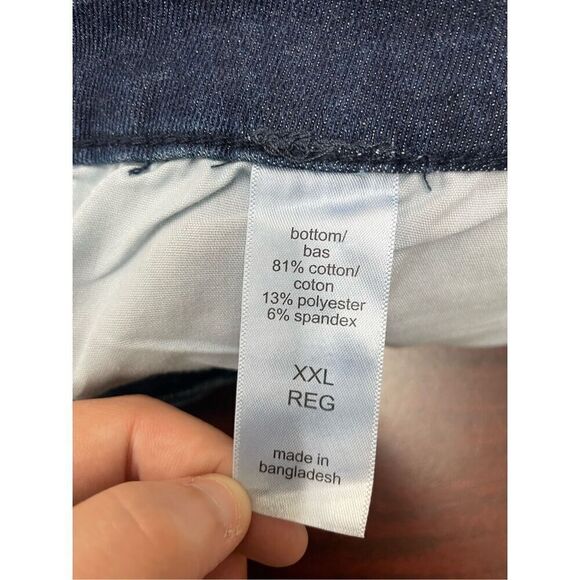 bottom/
bas
81% cotton/
coton
13% polyester
6% spandex
XXL
REG
made in
bangladesh